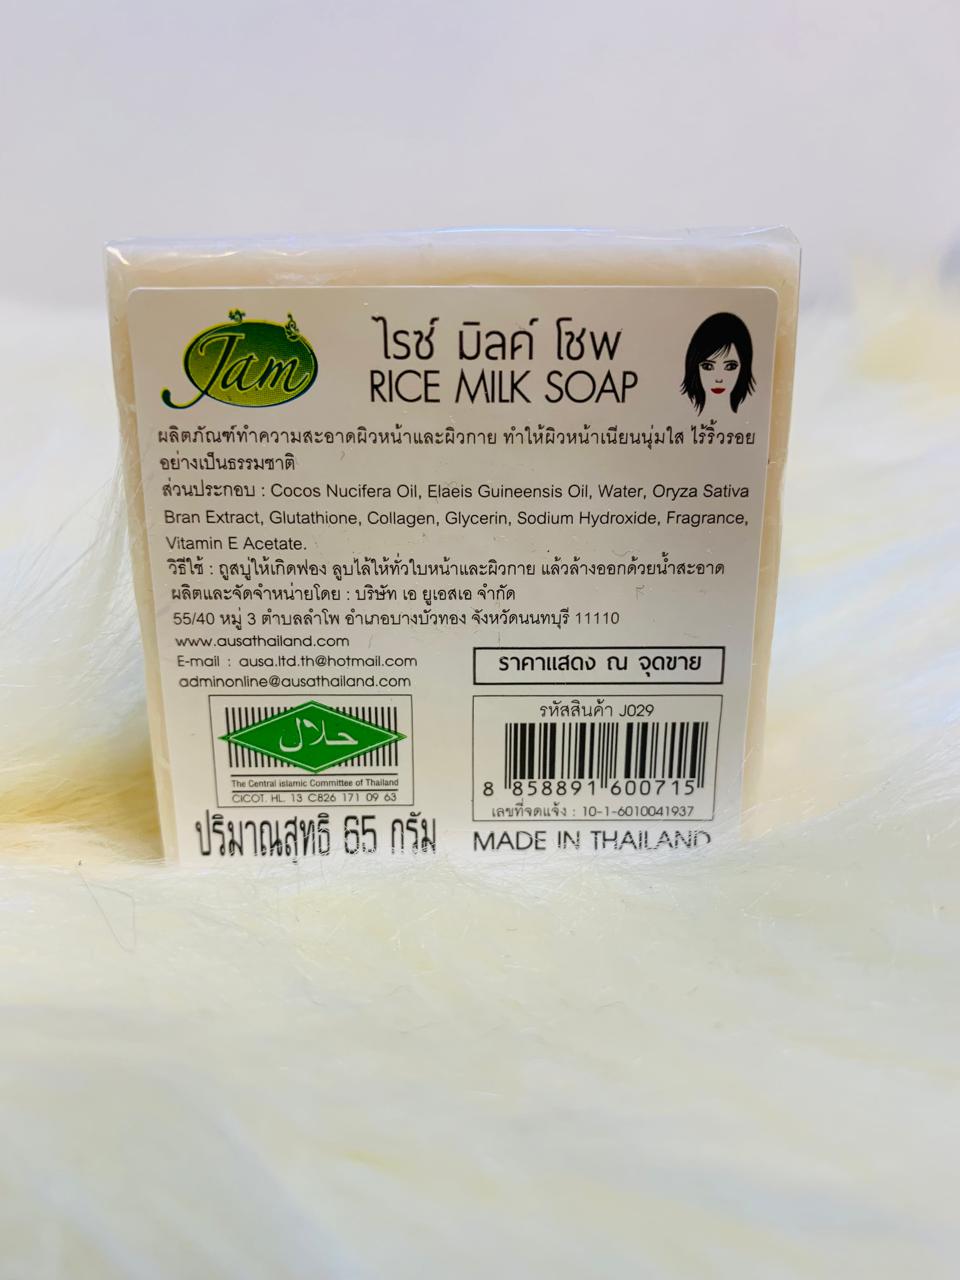 Jam
ไรซ์ มิลค์ โซพ
RICE MILK SOAP
ผลิตภัณฑ์ทำความสะอาดผิวหน้าและผิวกาย ทำให้ผิวหน้าเนียนนุ่มใส ไร้ริ้วรอย
อย่างเป็นธรรมชาติ
ส่วนประกอบ : Cocos Nucifera Oil, Elaeis Guineensis Oil, Water, Oryza Sativa
Bran Extract, Glutathione, Collagen, Glycerin, Sodium Hydroxide, Fragrance,
Vitamin E Acetate.
วิธีใช้ : ถูสบู่ให้เกิดฟอง ลูบไล้ให้ทั่วใบหน้าและผิวกาย แล้วล้างออกด้วยน้ำสะอาด
ผลิตและจัดจำหน่ายโดย : บริษัท เอ ยูเอสเอ จำกัด
55/40 หมู่ 3 ตำบลลำโพ อำเภอบางบัวทอง จังหวัดนนทบุรี 11110
www.ausathailand.com
E-mail : ausa.ltd.th@hotmail.com
adminonline@ausathailand.com
ราคาแสดง ณ จุดขาย
حلال
The Central islamic Committee of Thailand
CICOT. HL. 13 C826 171 09 63
รหัสสินค้า J029
8 858891 600715
เลขที่จดแจ้ง : 10-1-6010041937
ปริมาณสุทธิ 65 กรัม
MADE IN THAILAND